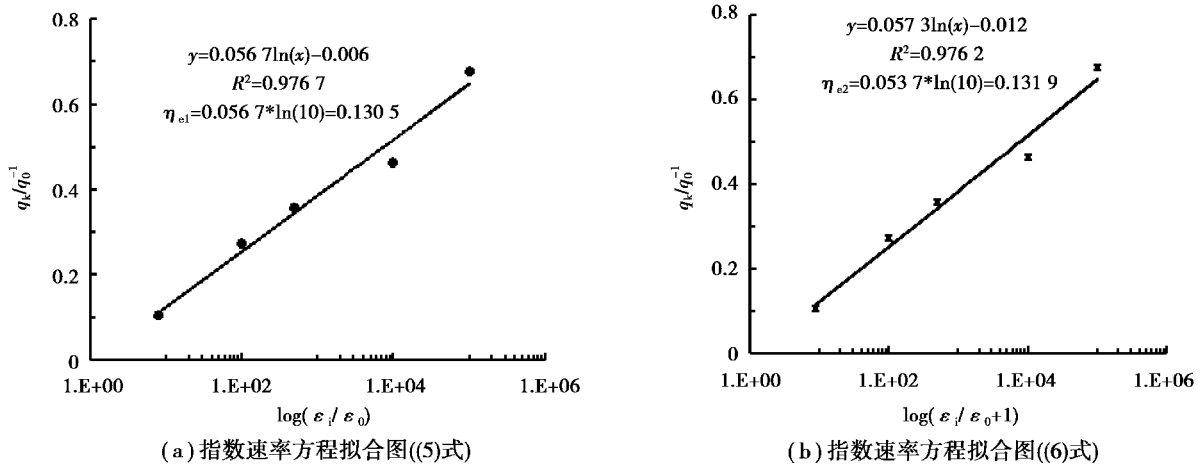 0.8
0.6
0.4
0.2
0
q_k/q_0^{-1}
y=0.056 7ln(x)−0.006
R²=0.976 7
η_{e1}=0.056 7*ln(10)=0.130 5
1.E+00 1.E+02 1.E+04 1.E+06
log(ε_i/ε_0)
(a)指数速率方程拟合图((5)式)
0.8
0.6
0.4
0.2
0
q_k/q_0^{-1}
y=0.057 3ln(x)−0.012
R²=0.976 2
η_{e2}=0.053 7*ln(10)=0.131 9
1.E+00 1.E+02 1.E+04 1.E+06
log(ε_i/ε_0+1)
(b)指数速率方程拟合图((6)式)